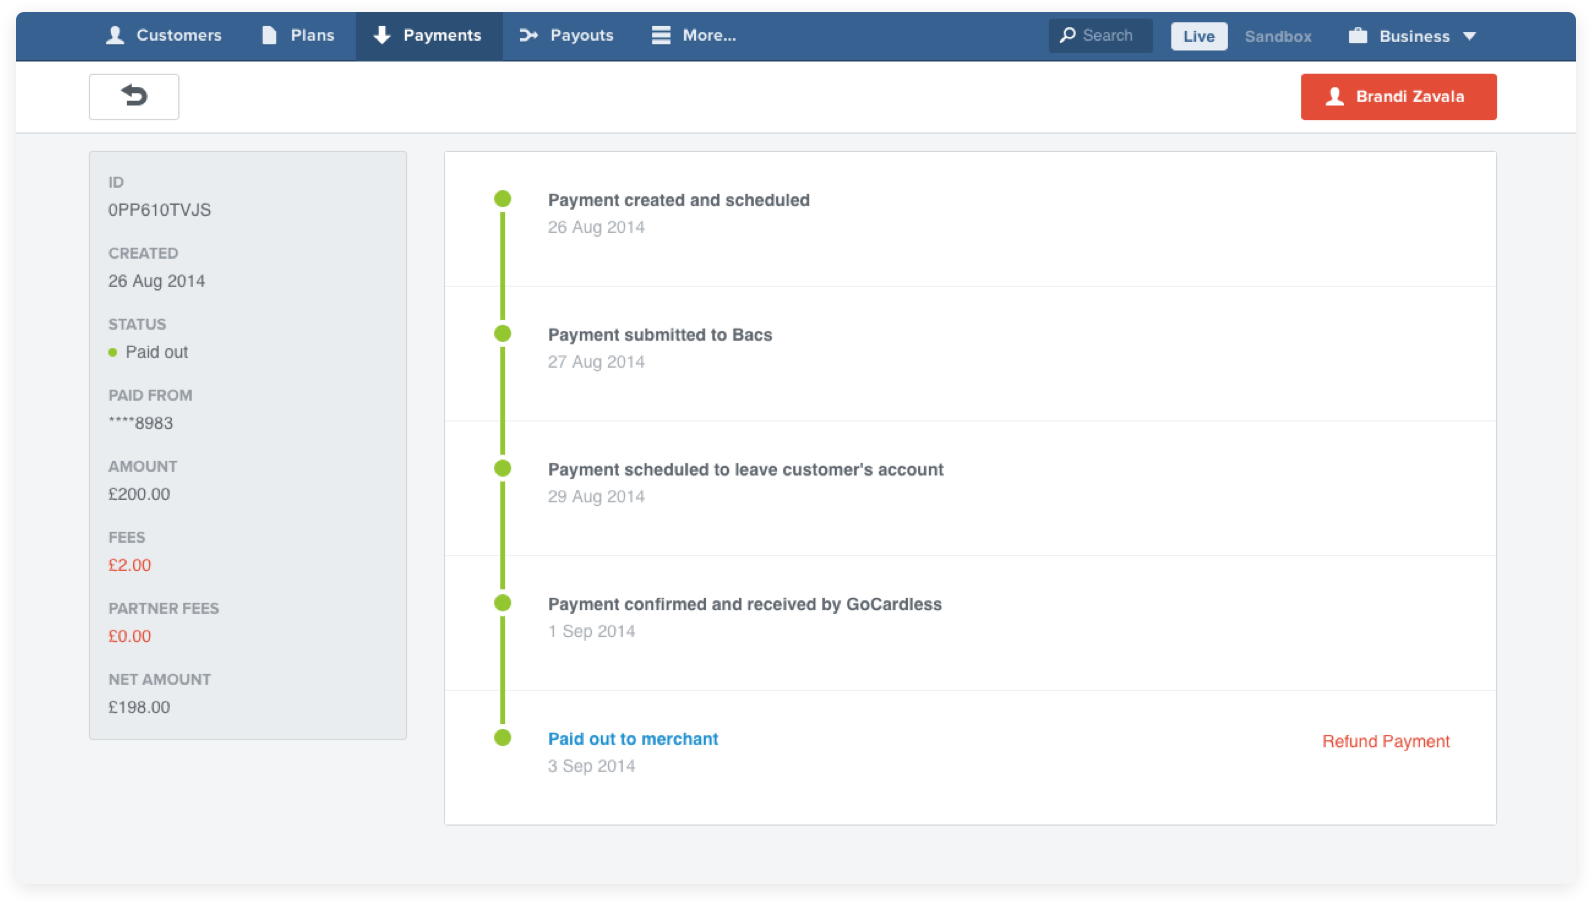 Customers
Plans
Payments
Payouts
More...
Search
Live
Sandbox
Business
Brandi Zavala
ID
0PP610TVJS
CREATED
26 Aug 2014
STATUS
Paid out
PAID FROM
****8983
AMOUNT
£200.00
FEES
£2.00
PARTNER FEES
£0.00
NET AMOUNT
£198.00
Payment created and scheduled
26 Aug 2014
Payment submitted to Bacs
27 Aug 2014
Payment scheduled to leave customer's account
29 Aug 2014
Payment confirmed and received by GoCardless
1 Sep 2014
Paid out to merchant
3 Sep 2014
Refund Payment